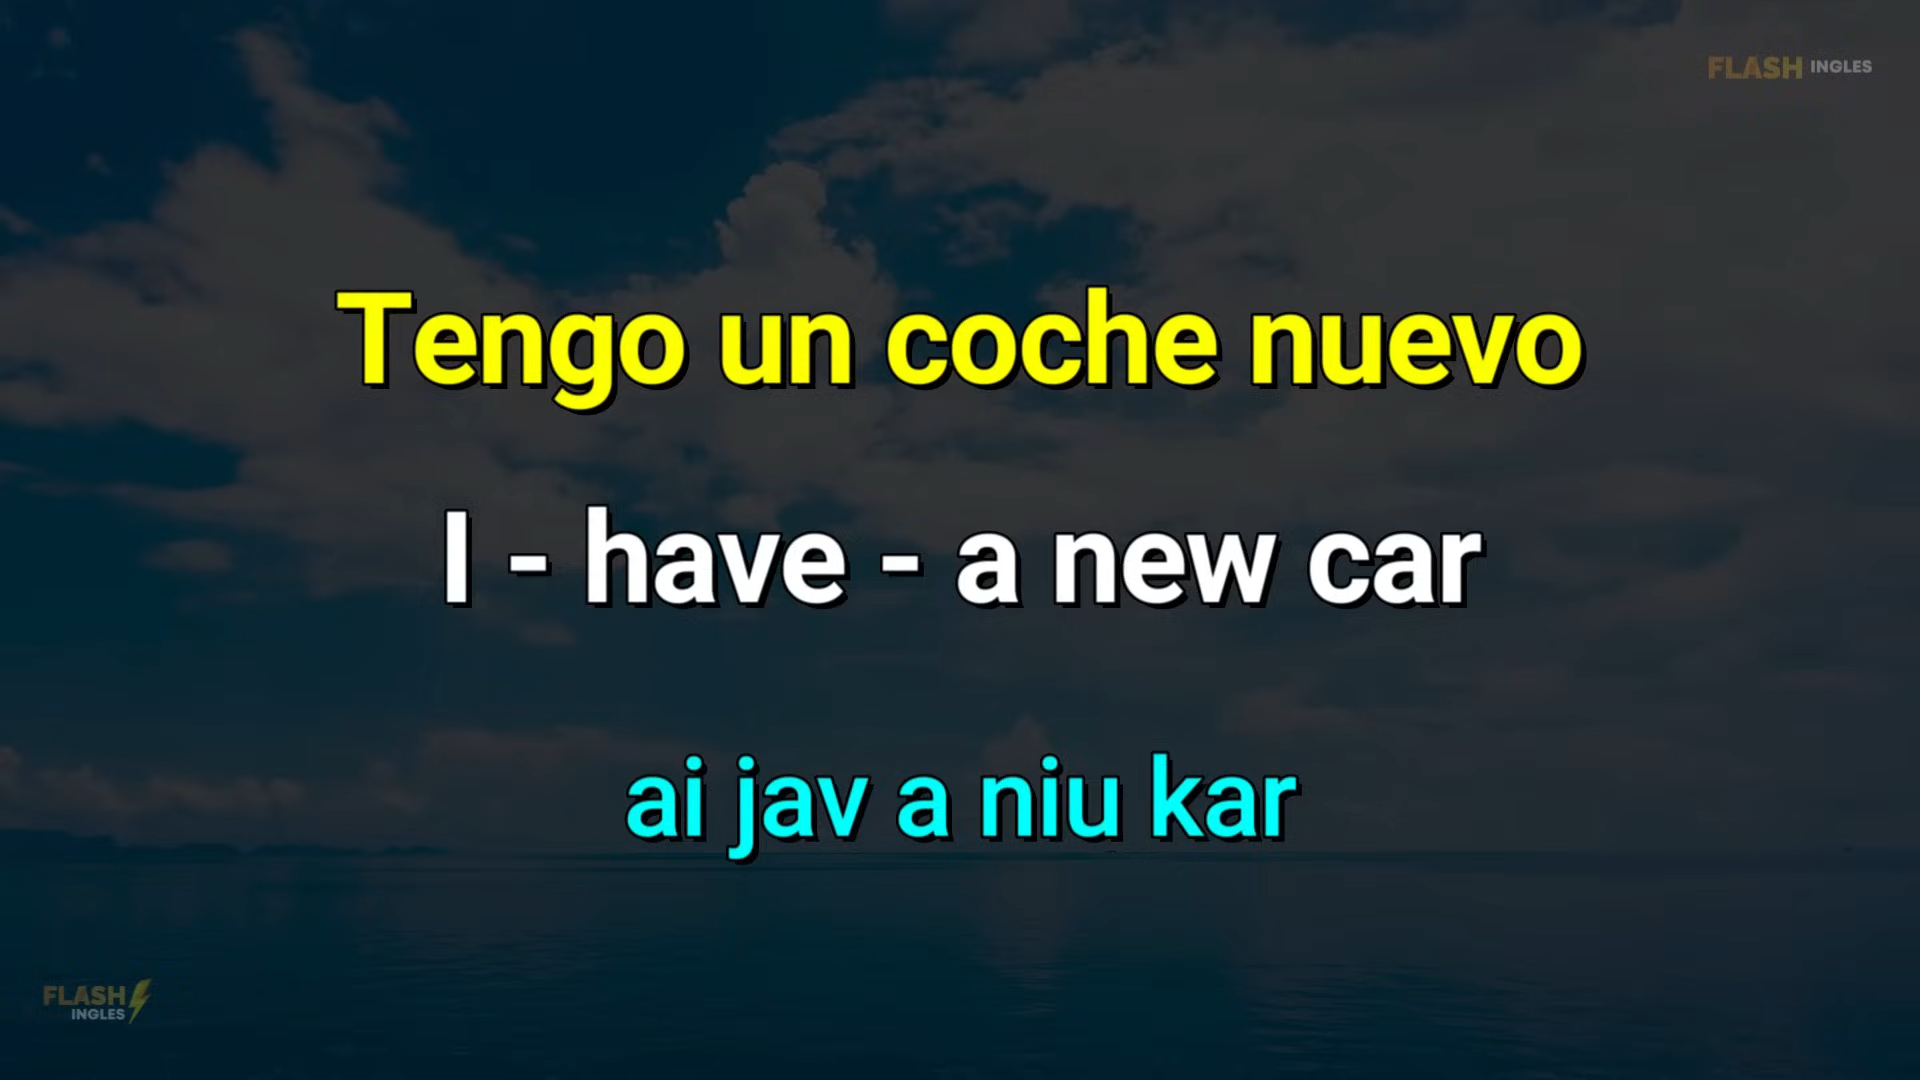 FLASH INGLES
Tengo un coche nuevo
I - have - a new car
ai jav a niu kar
FLASH
INGLES